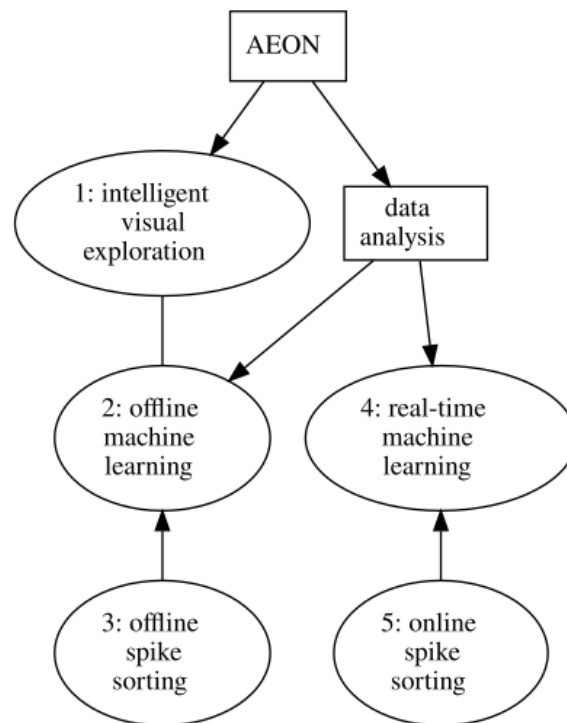 AEON
1: intelligent
visual
exploration
data
analysis
2: offline
machine
learning
4: real-time
machine
learning
3: offline
spike
sorting
5: online
spike
sorting